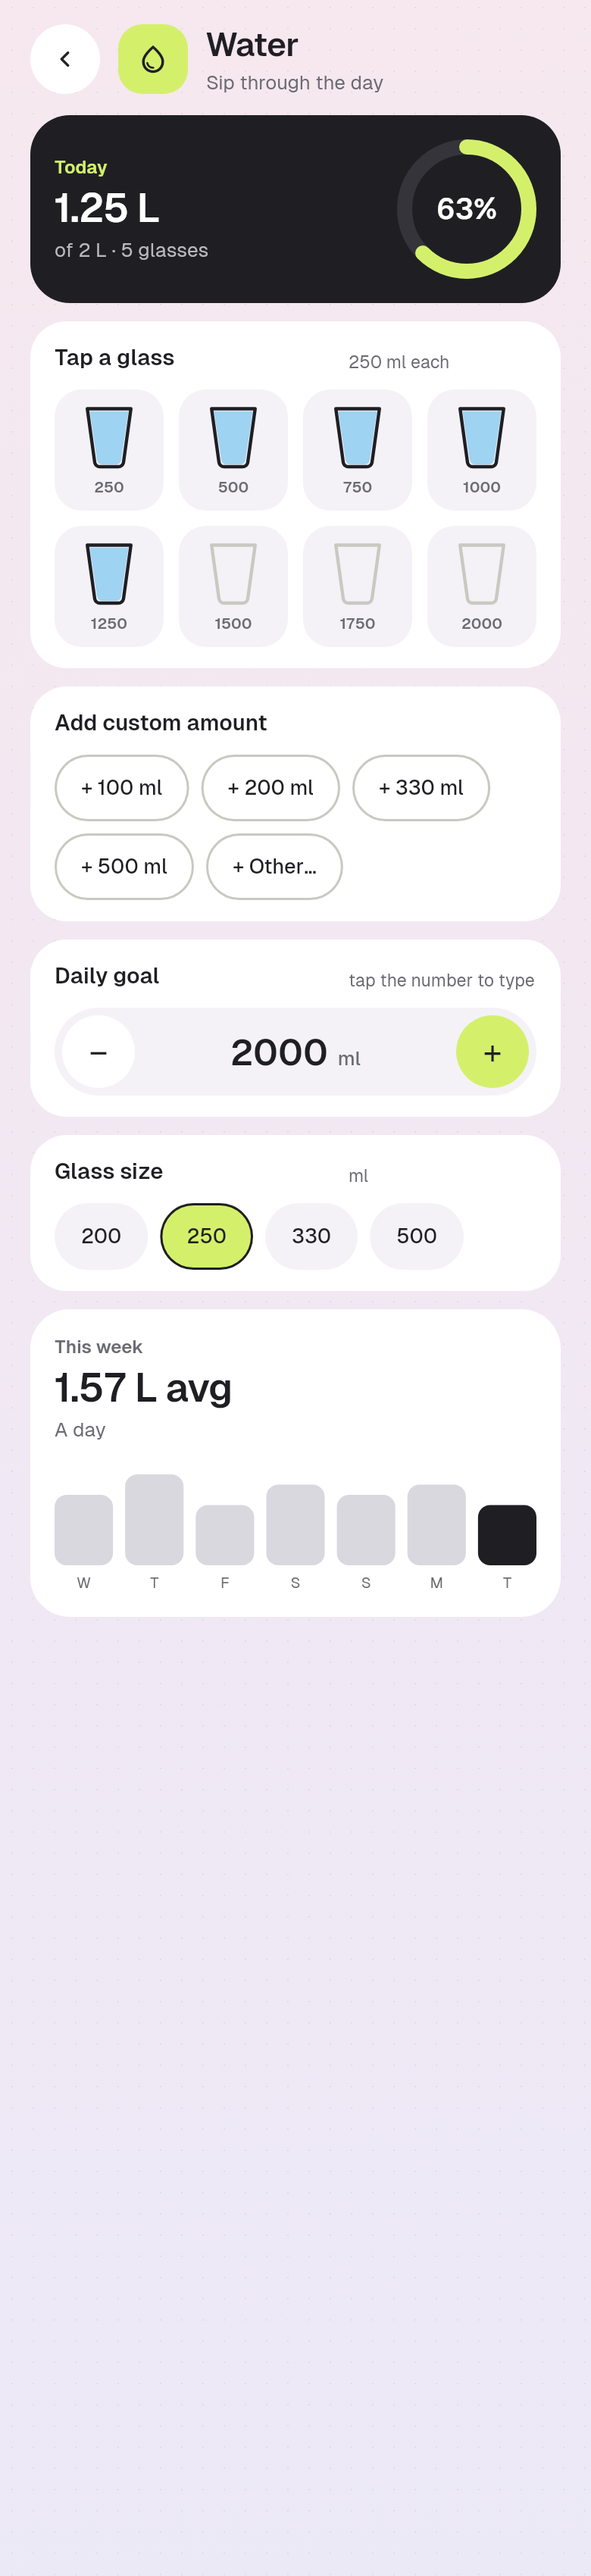 Water
Sip through the day
Today
1.25 L
of 2 L · 5 glasses
63%
Tap a glass
250 ml each
250 500 750 1000
1250 1500 1750 2000
Add custom amount
+ 100 ml + 200 ml + 330 ml
+ 500 ml + Other...
Daily goal
tap the number to type
− 2000 ml +
Glass size
ml
200 250 330 500
This week
1.57 L avg
A day
W T F S S M T